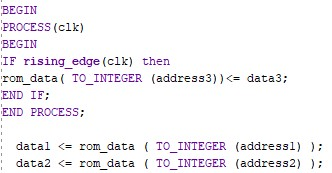 BEGIN
PROCESS(clk)
BEGIN
IF rising_edge(clk) then
rom_data( TO_INTEGER (address3))<= data3;
END IF;
END PROCESS;
data1 <= rom_data ( TO_INTEGER (address1) );
data2 <= rom_data ( TO_INTEGER (address2) );